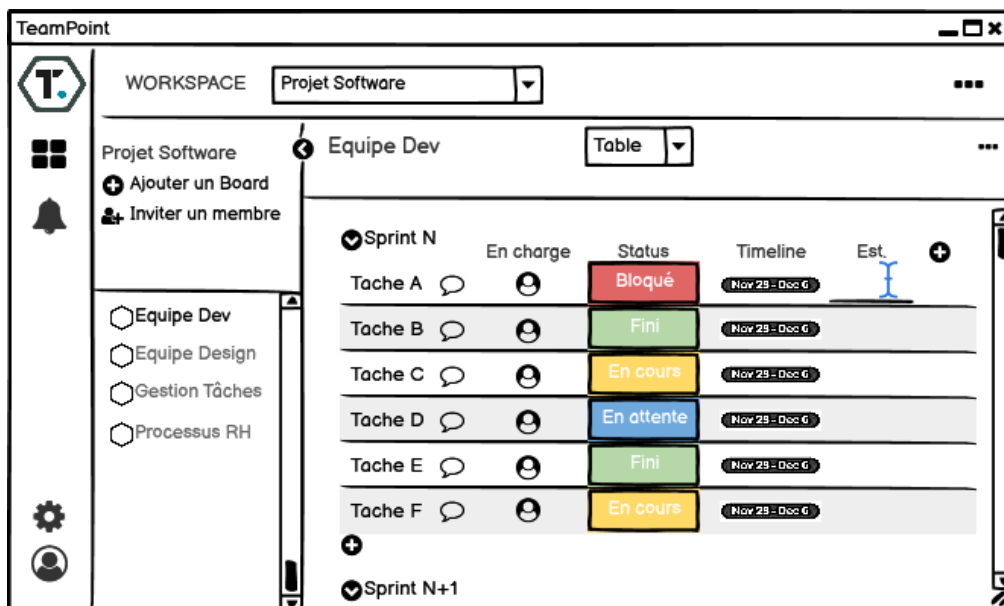 TeamPoint
T.
WORKSPACE Projet Software
Projet Software
Ajouter un Board
Inviter un membre
Equipe Dev
Equipe Design
Gestion Tâches
Processus RH
Equipe Dev Table
Sprint N En charge Status Timeline Est.
Tache A Bloqué Nov 29 - Dec 6
Tache B Fini Nov 29 - Dec 6
Tache C En cours Nov 29 - Dec 6
Tache D En attente Nov 29 - Dec 6
Tache E Fini Nov 29 - Dec 6
Tache F En cours Nov 29 - Dec 6
Sprint N+1